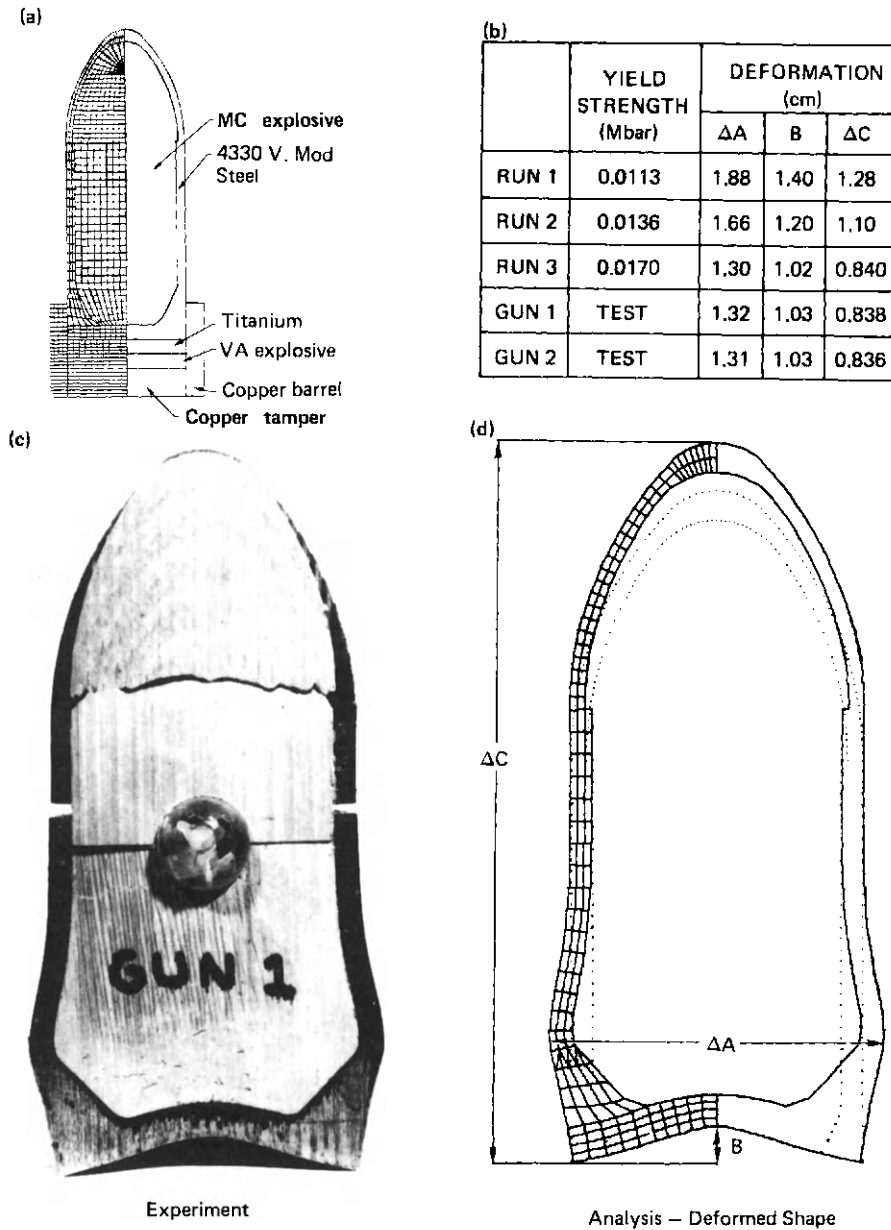 (a)
MC explosive
4330 V. Mod
Steel
Titanium
VA explosive
Copper barrel
Copper tamper
(b)
YIELD STRENGTH (Mbar) DEFORMATION (cm)
ΔA B ΔC
RUN 1 0.0113 1.88 1.40 1.28
RUN 2 0.0136 1.66 1.20 1.10
RUN 3 0.0170 1.30 1.02 0.840
GUN 1 TEST 1.32 1.03 0.838
GUN 2 TEST 1.31 1.03 0.836
(c)
GUN 1
Experiment
(d)
ΔC
ΔA
B
Analysis — Deformed Shape